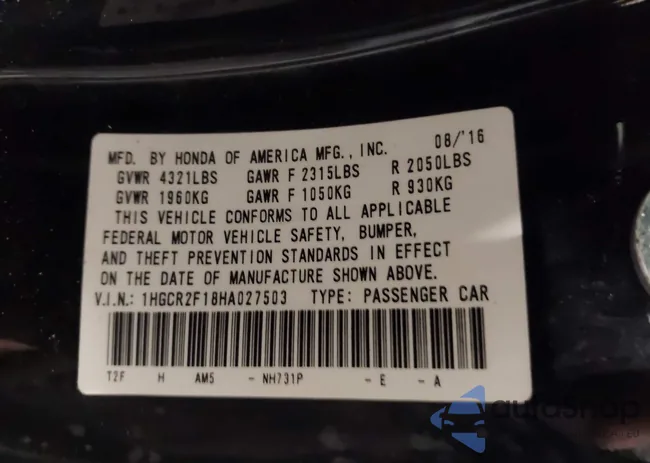 MFD. BY HONDA OF AMERICA MFG., INC. 08/'16
GVWR 4321LBS GAWR F 2315LBS R 2050LBS
GVWR 1960KG GAWR F 1050KG R 930KG
THIS VEHICLE CONFORMS TO ALL APPLICABLE
FEDERAL MOTOR VEHICLE SAFETY, BUMPER,
AND THEFT PREVENTION STANDARDS IN EFFECT
ON THE DATE OF MANUFACTURE SHOWN ABOVE.
V.I.N.: 1HGCR2F18HA027503 TYPE: PASSENGER CAR
T2F H AM5 - NH731P - E - A
autoshop